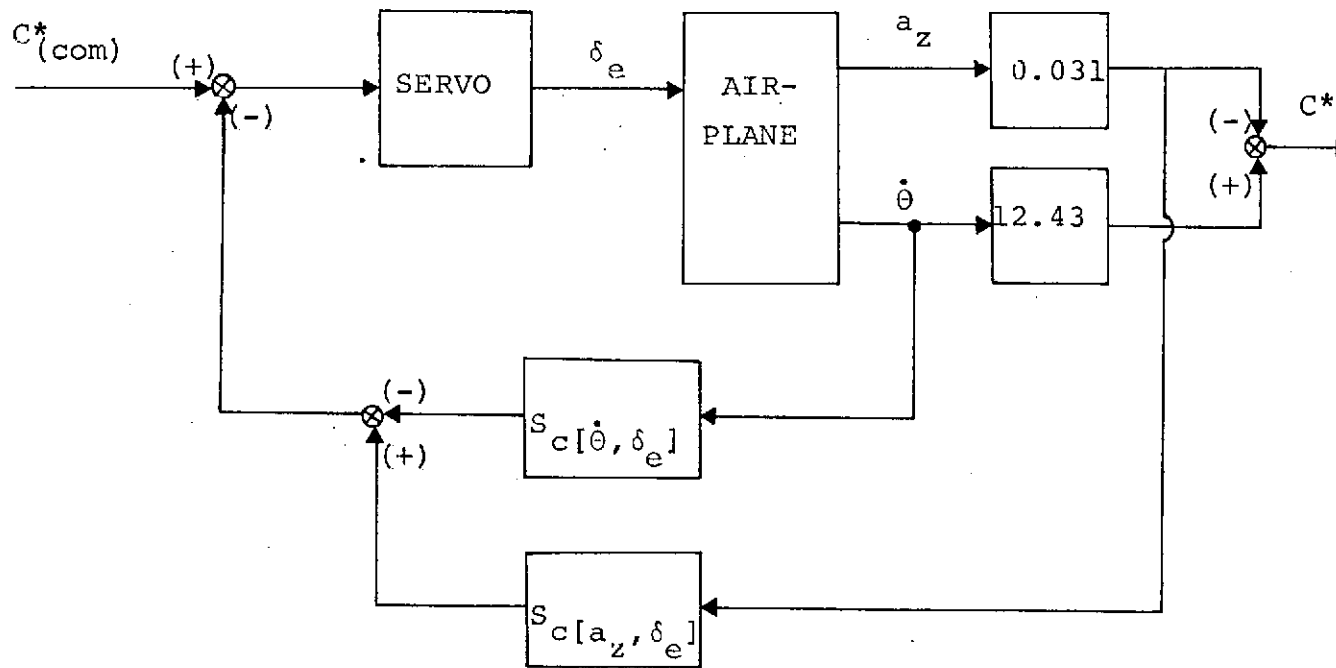 C*(com)
(+)
(-)
SERVO
δe
AIR-
PLANE
az
0.031
(-)
C*
(+)
θ̇
12.43
(-)
(+)
Sc[θ̇,δe]
Sc[az,δe]